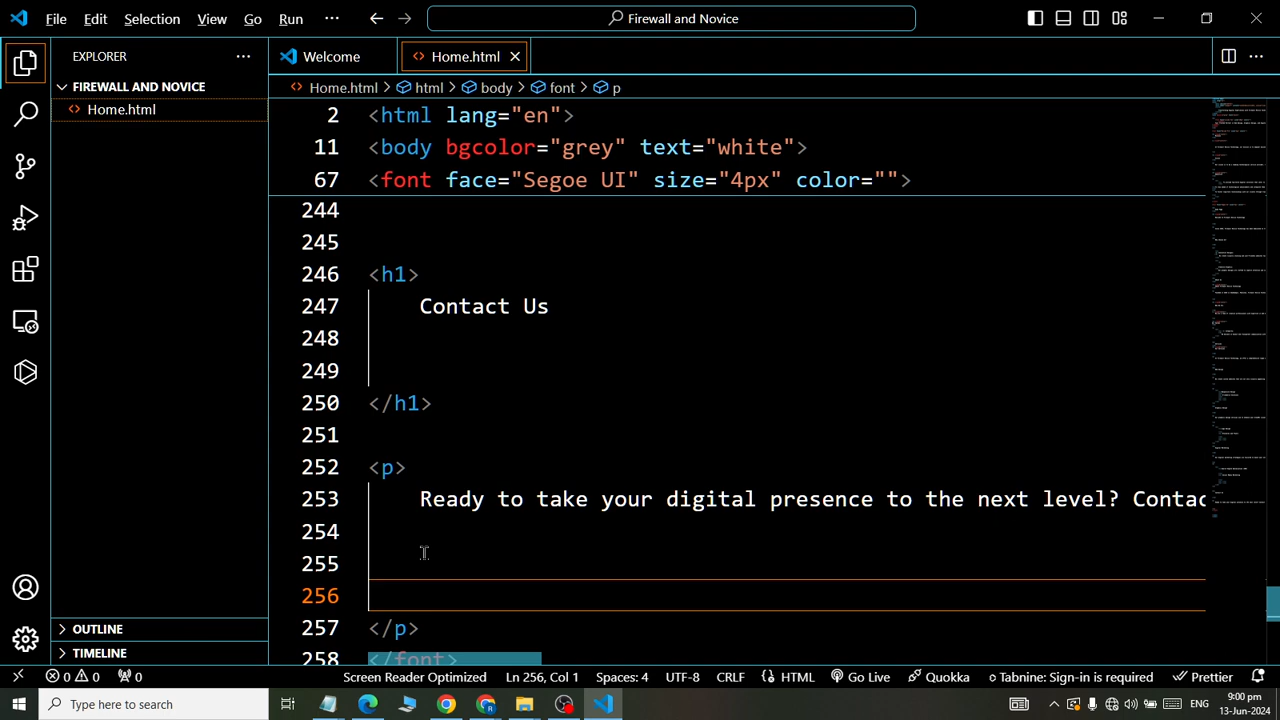 File Edit Selection View Go Run ··· Firewall and Novice
EXPLORER ···
Welcome Home.html
FIREWALL AND NOVICE
Home.html
Home.html html body font p
2 <html lang="en">
11 <body bgcolor="grey" text="white">
67 <font face="Segoe UI" size="4px" color="">
244
245
246 <h1>
247 Contact Us
248
249
250 </h1>
251
252 <p>
253 Ready to take your digital presence to the next level? Contac
254
255
256
257 </p>
258 </font>
OUTLINE
TIMELINE
0 0 0 Screen Reader Optimized Ln 256, Col 1 Spaces: 4 UTF-8 CRLF HTML Go Live Quokka Tabnine: Sign-in is required Prettier
Type here to search
ENG
9:00 pm
13-Jun-2024